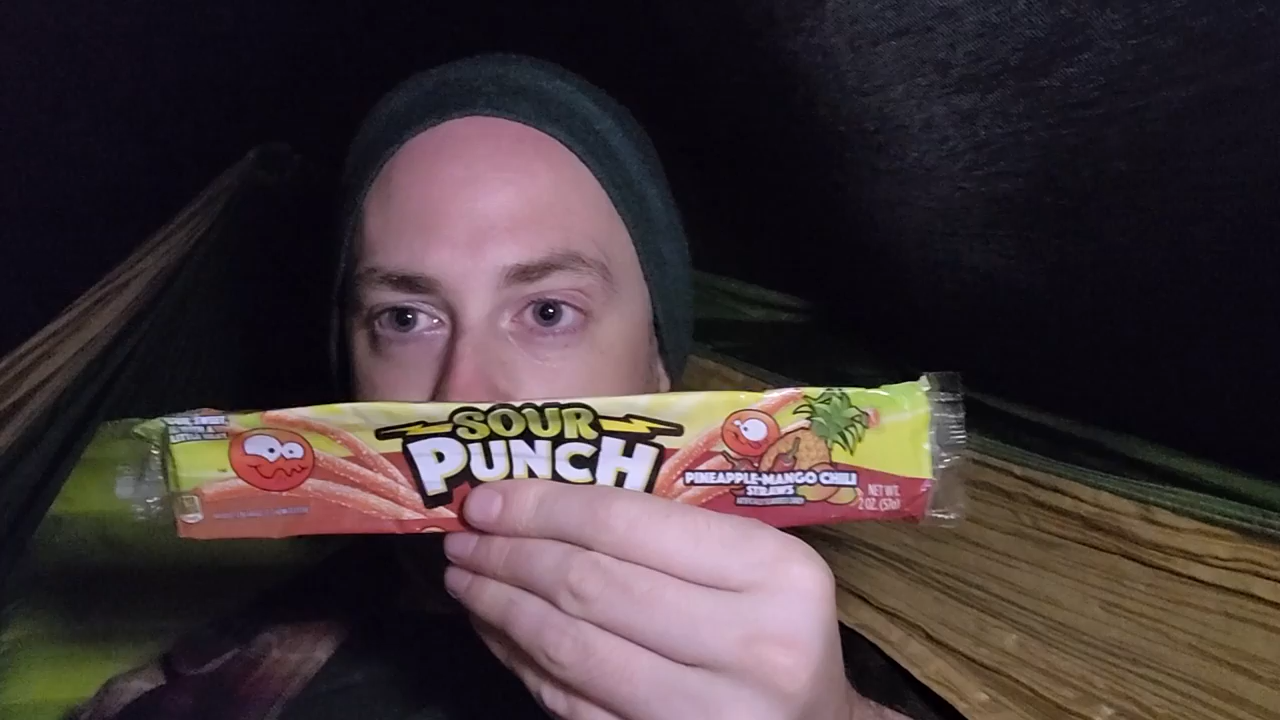 SOUR
PUNCH
PINEAPPLE-MANGO CHILI
STRAWS
NET WT.
2 OZ. (57g)